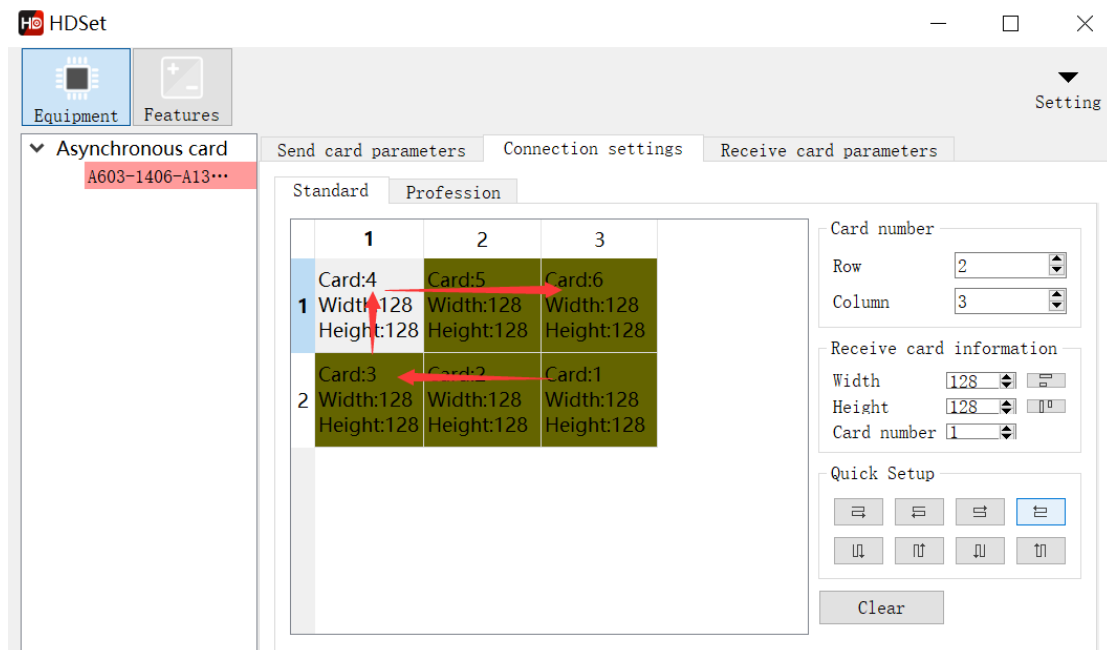 HDSet
Equipment Features
Setting
Asynchronous card
A603-1406-A13···
Send card parameters Connection settings Receive card parameters
Standard Profession
1 2 3
1
Card:4 Card:5 Card:6
Width:128 Width:128 Width:128
Height:128 Height:128 Height:128
2
Card:3 Card:2 Card:1
Width:128 Width:128 Width:128
Height:128 Height:128 Height:128
Card number
Row 2
Column 3
Receive card information
Width 128
Height 128
Card number 1
Quick Setup
Clear